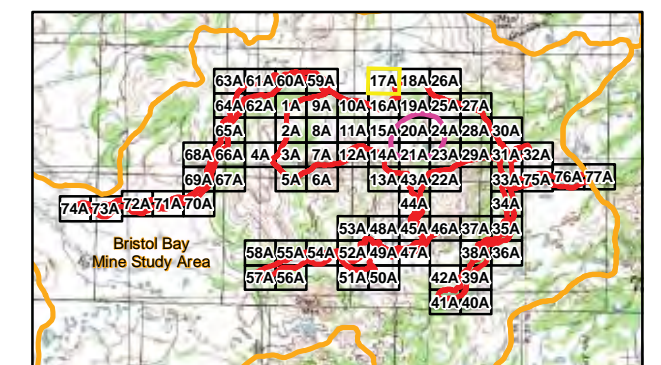 63A 61A 60A 59A 17A 18A 26A
64A 62A 1A 9A 10A 16A 19A 25A 27A
65A 2A 8A 11A 15A 20A 24A 28A 30A
68A 66A 4A 3A 7A 12A 14A 21A 23A 29A 31A 32A
69A 67A 5A 6A 13A 43A 22A 33A 75A 76A 77A
74A 73A 72A 71A 70A 44A 34A
53A 48A 45A 46A 37A 35A
Bristol Bay
Mine Study Area
58A 55A 54A 52A 49A 47A 38A 36A
57A 56A 51A 50A 42A 39A
41A 40A